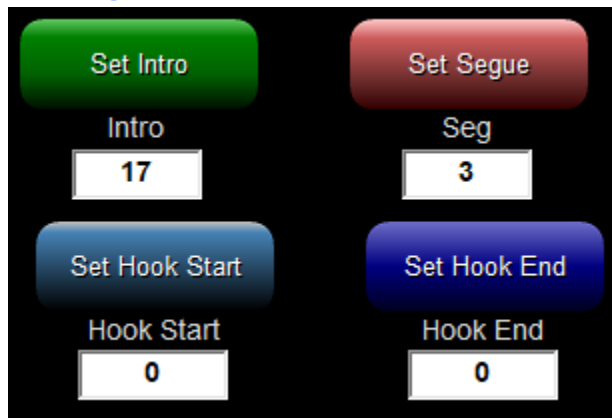 Set Intro Set Segue
Intro Seg
17 3
Set Hook Start Set Hook End
Hook Start Hook End
0 0